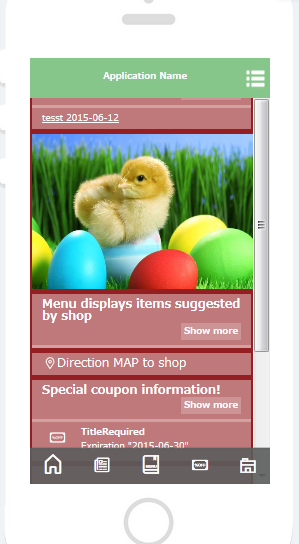 Application Name
tesst 2015-06-12
Menu displays items suggested
by shop
Show more
Direction MAP to shop
Special coupon information!
Show more
TitleRequired
Expiration "2015-06-30"